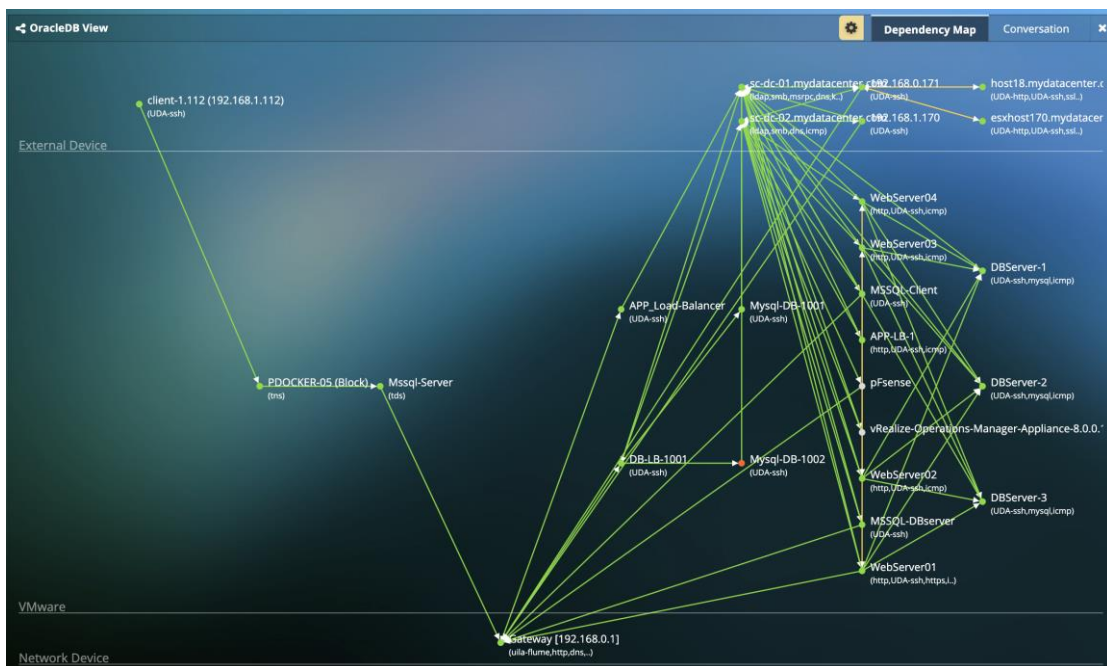 OracleDB View
Dependency Map
Conversation
client-1.112 (192.168.1.112)
(UDA-ssh)
sc-dc-01.mydatacenter.com
(ldap,smb,msrpc,dns,k..)
192.168.0.171
(UDA-ssh)
host18.mydatacenter.c
(UDA-http,UDA-ssh,ssl..)
sc-dc-02.mydatacenter.com
(ldap,smb,dns,icmp)
192.168.1.170
(UDA-ssh)
esxhost170.mydatacer
(UDA-http,UDA-ssh,ssl..)
External Device
WebServer04
(http,UDA-ssh,icmp)
WebServer03
(http,UDA-ssh,icmp)
DBServer-1
(UDA-ssh,mysql,icmp)
MSSQL-Client
(UDA-ssh)
APP_Load-Balancer
(UDA-ssh)
Mysql-DB-1001
(UDA-ssh)
APP-LB-1
(http,UDA-ssh,icmp)
PDOCKER-05 (Block)
(tns)
Mssql-Server
(tds)
pFsense
DBServer-2
(UDA-ssh,mysql,icmp)
vRealize-Operations-Manager-Appliance-8.0.0.1
DB-LB-1001
(UDA-ssh)
Mysql-DB-1002
(UDA-ssh)
WebServer02
(http,UDA-ssh,icmp)
DBServer-3
(UDA-ssh,mysql,icmp)
MSSQL-DBserver
(UDA-ssh)
WebServer01
(http,UDA-ssh,https,i..)
VMware
Gateway [192.168.0.1]
(uila-flume,http,dns,..)
Network Device